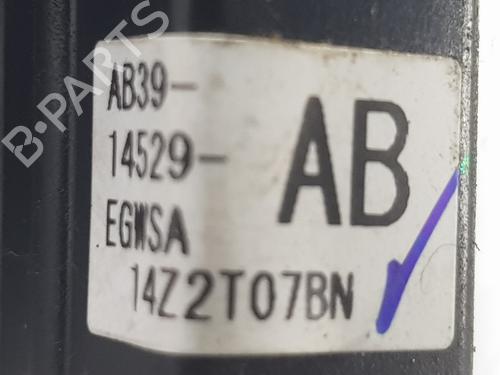 AB39-
14529-
EGWSA
AB
14Z2T07BN
B-PARTS